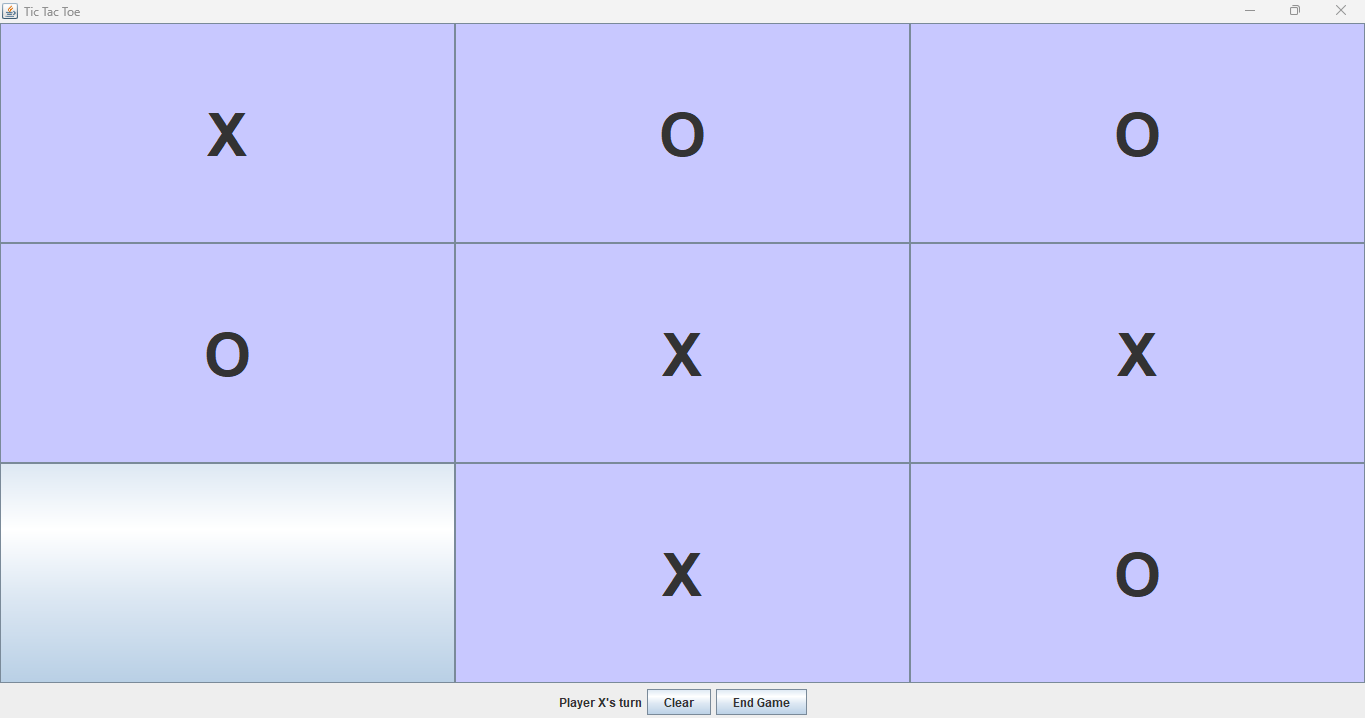 Tic Tac Toe
X O O
O X X
X O
Player X's turn Clear End Game